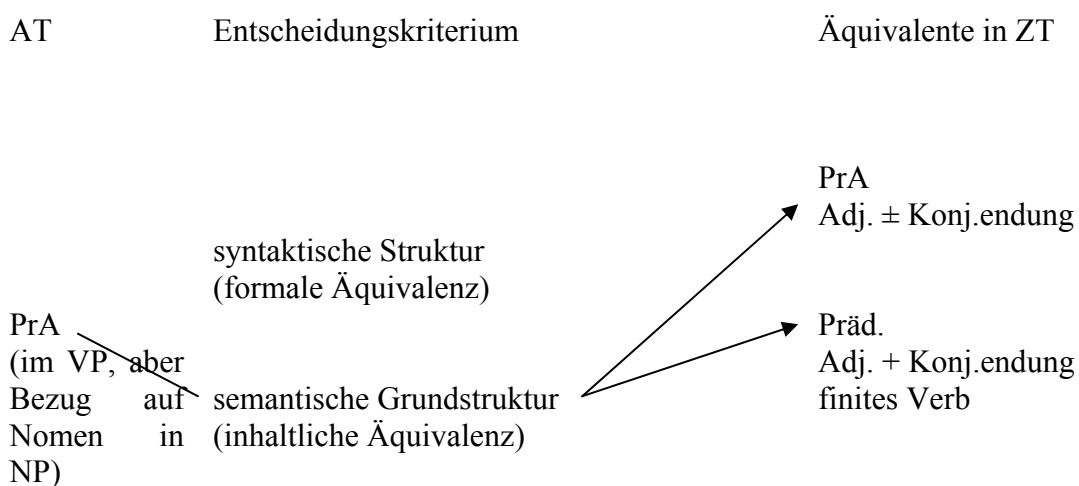 AT
Entscheidungskriterium
Äquivalente in ZT
PrA
Adj. ± Konj.endung
syntaktische Struktur
(formale Äquivalenz)
PrA
(im VP, aber
Bezug auf
Nomen in
NP)
semantische Grundstruktur
(inhaltliche Äquivalenz)
Präd.
Adj. + Konj.endung
finites Verb